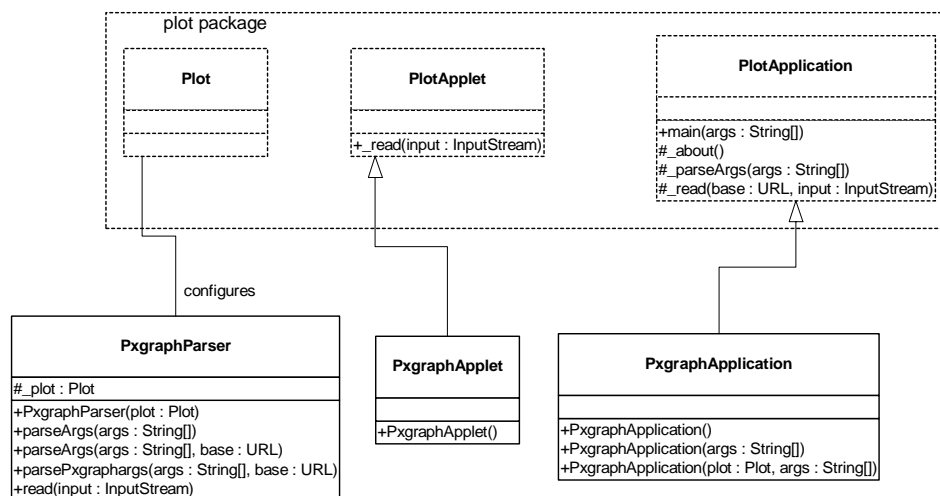 plot package
Plot
PlotApplet
+_read(input : InputStream)
PlotApplication
+main(args : String[])
#_about()
#_parseArgs(args : String[])
#_read(base : URL, input : InputStream)
configures
PxgraphParser
#_plot : Plot
+PxgraphParser(plot : Plot)
+parseArgs(args : String[])
+parseArgs(args : String[], base : URL)
+parsePxgraphargs(args : String[], base : URL)
+read(input : InputStream)
PxgraphApplet
+PxgraphApplet()
PxgraphApplication
+PxgraphApplication()
+PxgraphApplication(args : String[])
+PxgraphApplication(plot : Plot, args : String[])